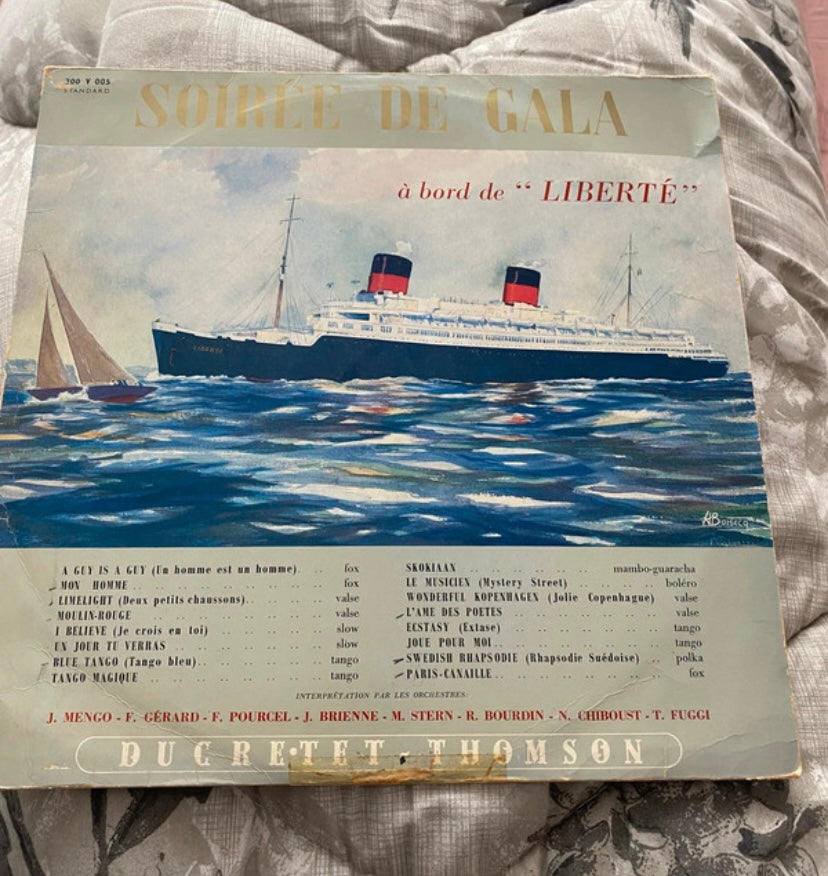 200 V 005
STANDARD
SOIRÉE DE GALA
à bord de “ LIBERTÉ”
LIBERTE
A GUY IS A GUY (Un homme est un homme). .. fox
MON HOMME .. .. .. .. .. .. .. .. fox
LIMELIGHT (Deux petits chaussons).. .. .. .. valse
MOULIN-ROUGE .. .. .. .. .. .. .. valse
I BELIEVE (Je crois en toi) .. .. .. .. .. slow
UN JOUR TU VERRAS .. .. .. .. .. .. slow
BLUE TANGO (Tango bleu).. .. .. .. .. .. tango
TANGO MAGIQUE .. .. .. .. .. .. .. tango
SKOKIAAN .. .. .. .. .. .. mambo-guaracha
LE MUSICIEN (Mystery Street) .. .. .. .. boléro
WONDERFUL KOPENHAGEN (Jolie Copenhague) valse
L'AME DES POETES .. .. .. .. .. .. valse
ECSTASY (Extase) .. .. .. .. .. .. tango
JOUE POUR MOI .. .. .. .. .. .. .. tango
SWEDISH RHAPSODIE (Rhapsodie Suédoise) .. polka
PARIS-CANAILLE .. .. .. .. .. .. .. fox
INTERPRÉTATION PAR LES ORCHESTRES:
J. MENGO - F. GÉRARD - F. POURCEL - J. BRIENNE - M. STERN - R. BOURDIN - N. CHIBOUST - T. FUGGI
DUCRETET-THOMSON